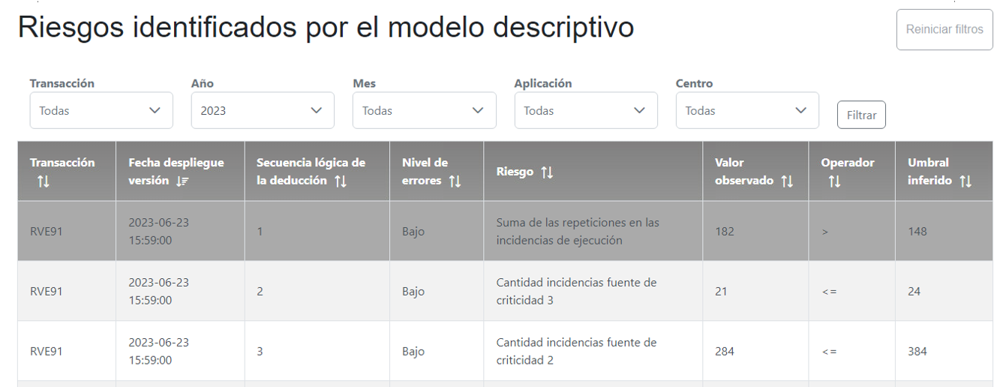 Riesgos identificados por el modelo descriptivo
Reiniciar filtros
Transacción Año Mes Aplicación Centro
Todas 2023 Todas Todas Todas Filtrar
Transacción Fecha despliegue versión Secuencia lógica de la deducción Nivel de errores Riesgo Valor observado Operador Umbral inferido
RVE91 2023-06-23 15:59:00 1 Bajo Suma de las repeticiones en las incidencias de ejecución 182 > 148
RVE91 2023-06-23 15:59:00 2 Bajo Cantidad incidencias fuente de criticidad 3 21 <= 24
RVE91 2023-06-23 15:59:00 3 Bajo Cantidad incidencias fuente de criticidad 2 284 <= 384